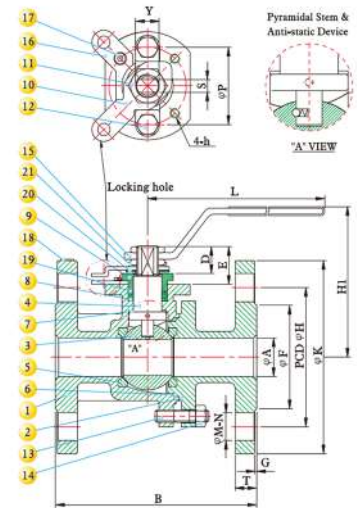 17
Y
Pyramidal Stem &
Anti-static Device
16
11
10
12
S
φP
4-h
"A" VIEW
15
21
20
9
18
19
8
4
7
3
5
1
6
2
13
14
Locking hole
L
D
E
H1
"A"
φA
φF
PCD φH
φK
φM-N
G
T
B